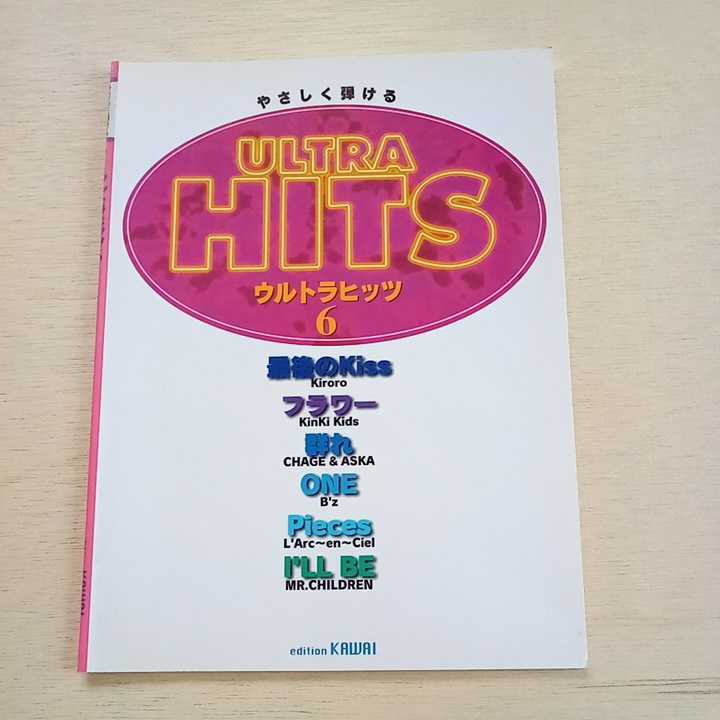 やさしく弾ける
ULTRA
HITS
ウルトラヒッツ
6
最後のKiss
Kiroro
フラワー
KinKi Kids
群れ
CHAGE & ASKA
ONE
B'z
Pieces
L'Arc〜en〜Ciel
I'LL BE
MR.CHILDREN
edition KAWAI